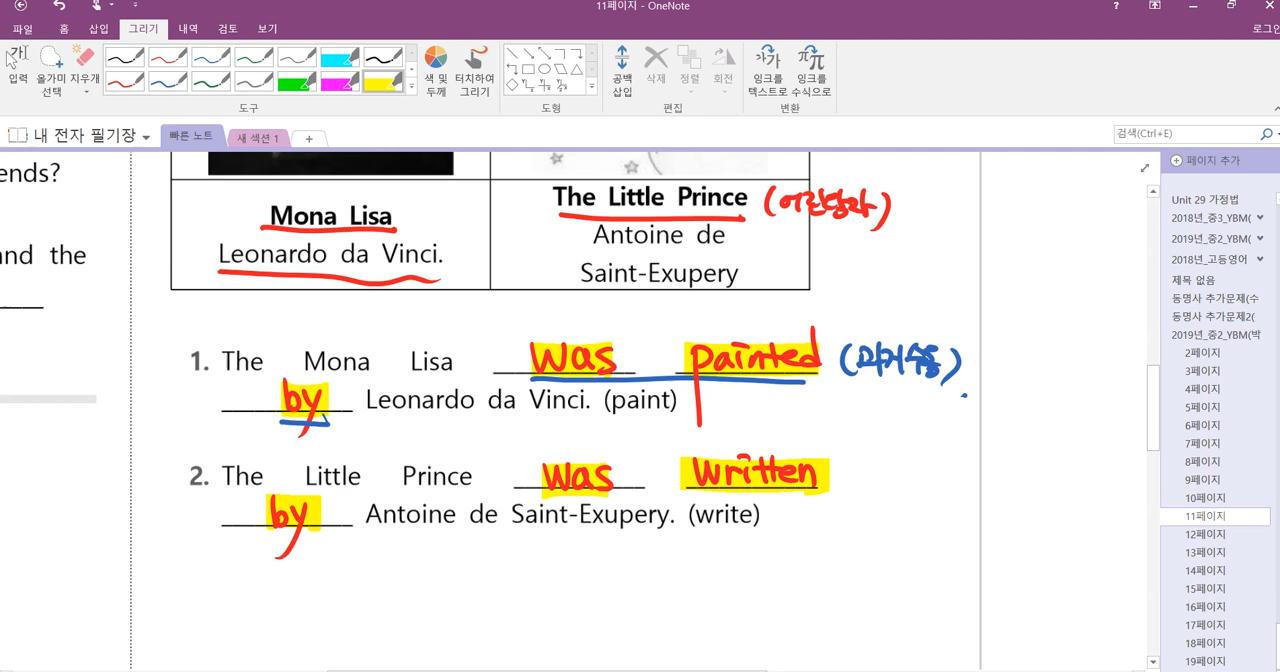 11페이지 - OneNote
?
로그인
파일 홈 삽입 그리기 내역 검토 보기
입력
올가미 선택
지우개
색 및 두께
터치하여 그리기
공백 삽입
삭제
정렬
회전
잉크를 텍스트로
잉크를 수식으로
도구
도형
편집
변환
내 전자 필기장
빠른 노트
새 섹션 1
+
검색(Ctrl+E)
페이지 추가
Unit 29 가정법
2018년_중3_YBM(
2019년_중2_YBM(
2018년_고등영어
제목 없음
동명사 추가문제(수
동명사 추가문제2(
2019년_중2_YBM(박
2페이지
3페이지
4페이지
5페이지
6페이지
7페이지
8페이지
9페이지
10페이지
11페이지
12페이지
13페이지
14페이지
15페이지
16페이지
17페이지
18페이지
19페이지
ends?
and the
Mona Lisa
Leonardo da Vinci.
The Little Prince (어린왕자)
Antoine de
Saint-Exupery
1. The Mona Lisa was painted (과거수동)
by Leonardo da Vinci. (paint)
2. The Little Prince was written
by Antoine de Saint-Exupery. (write)